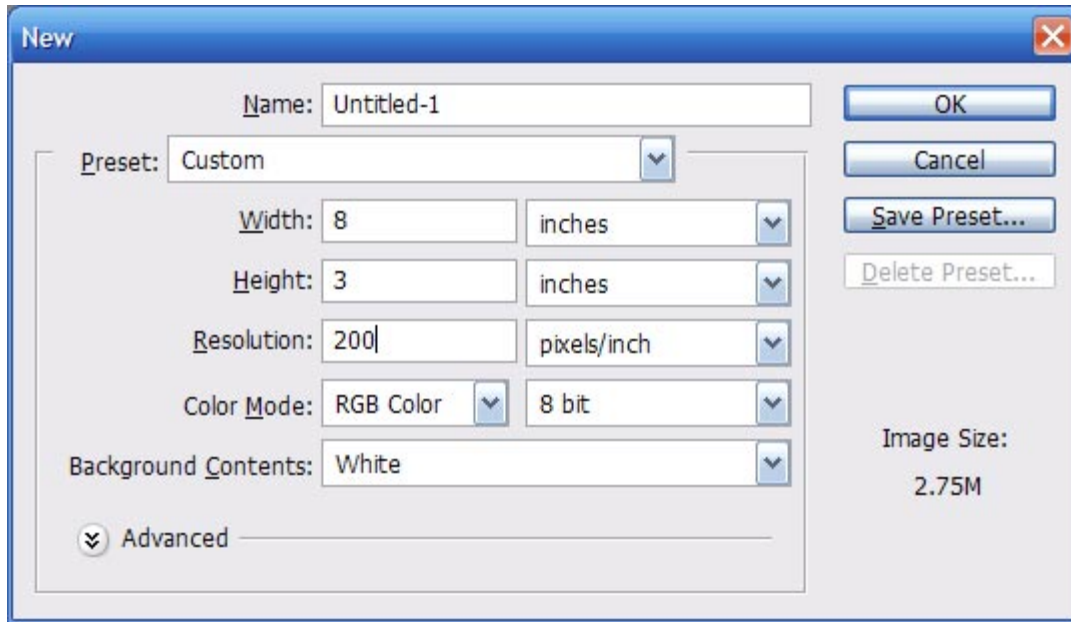 New
Name: Untitled-1
OK
Preset: Custom
Cancel
Width: 8 inches
Save Preset...
Height: 3 inches
Delete Preset...
Resolution: 200 pixels/inch
Color Mode: RGB Color 8 bit
Image Size:
Background Contents: White
2.75M
Advanced